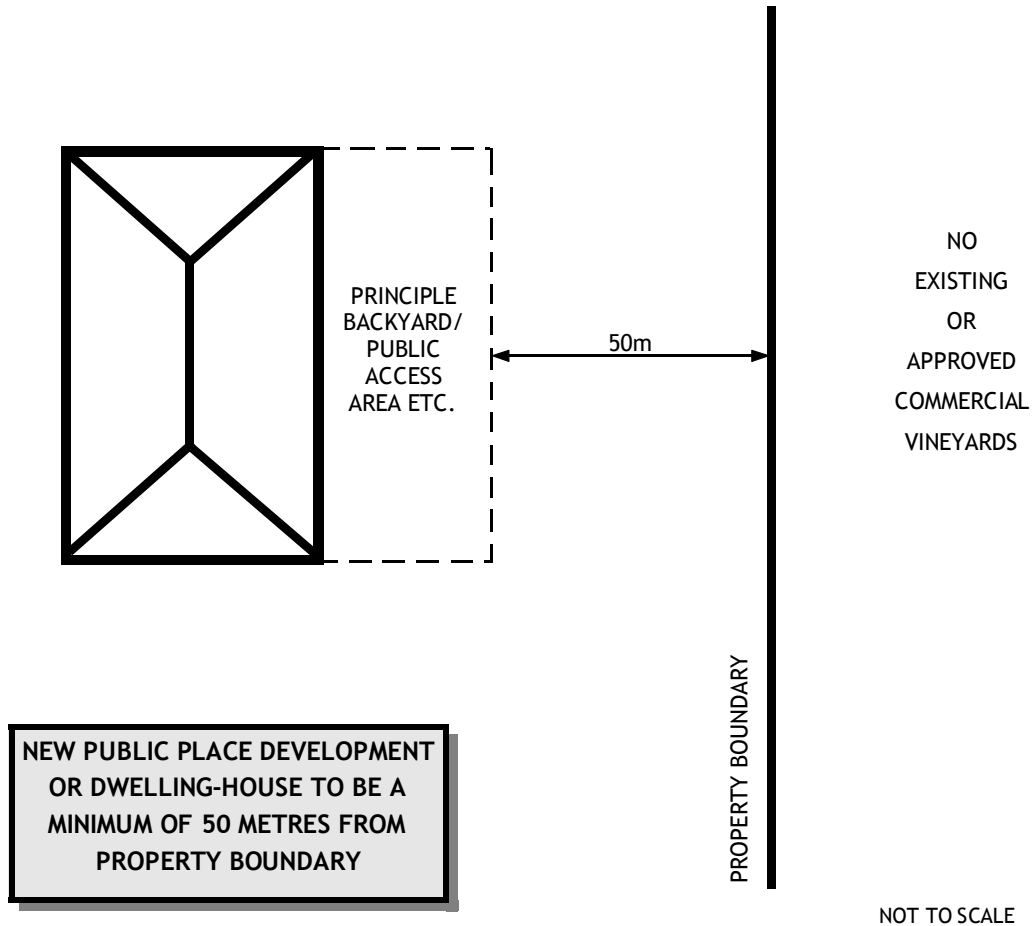 PRINCIPLE
BACKYARD/
PUBLIC
ACCESS
AREA ETC.
50m
NO
EXISTING
OR
APPROVED
COMMERCIAL
VINEYARDS
PROPERTY BOUNDARY
NEW PUBLIC PLACE DEVELOPMENT
OR DWELLING-HOUSE TO BE A
MINIMUM OF 50 METRES FROM
PROPERTY BOUNDARY
NOT TO SCALE